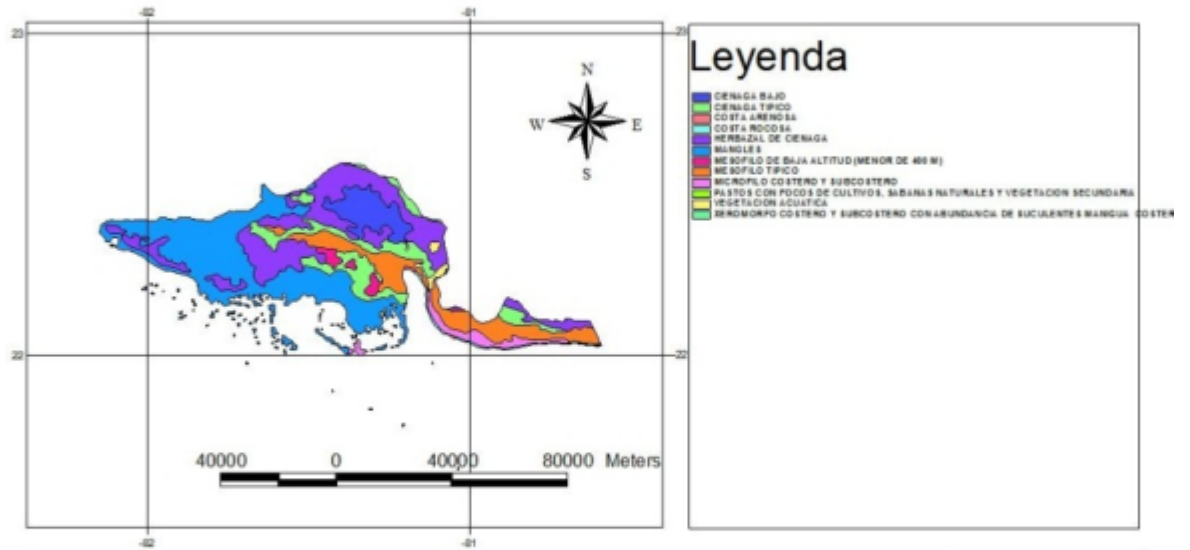 -82 -81
23 23
N
W E
S
22 22
40000 0 40000 80000 Meters
-82 -81
Leyenda
CIENAGA BAJO
CIENAGA TIPICO
COSTA ARENOSA
COSTA ROCOSA
HERBAZAL DE CIENAGA
MANGLES
MESOFILO DE BAJA ALTITUD (MENOR DE 400 M)
MESOFILO TIPICO
MICROFILO COSTERO Y SUBCOSTERO
PASTOS CON FOCOS DE CULTIVOS, SABANAS NATURALES Y VEGETACION SECUNDARIA
VEGETACION ACUATICA
XEROMORFO COSTERO Y SUBCOSTERO CON ABUNDANCIA DE SUCULENTES MANIGUA COSTER